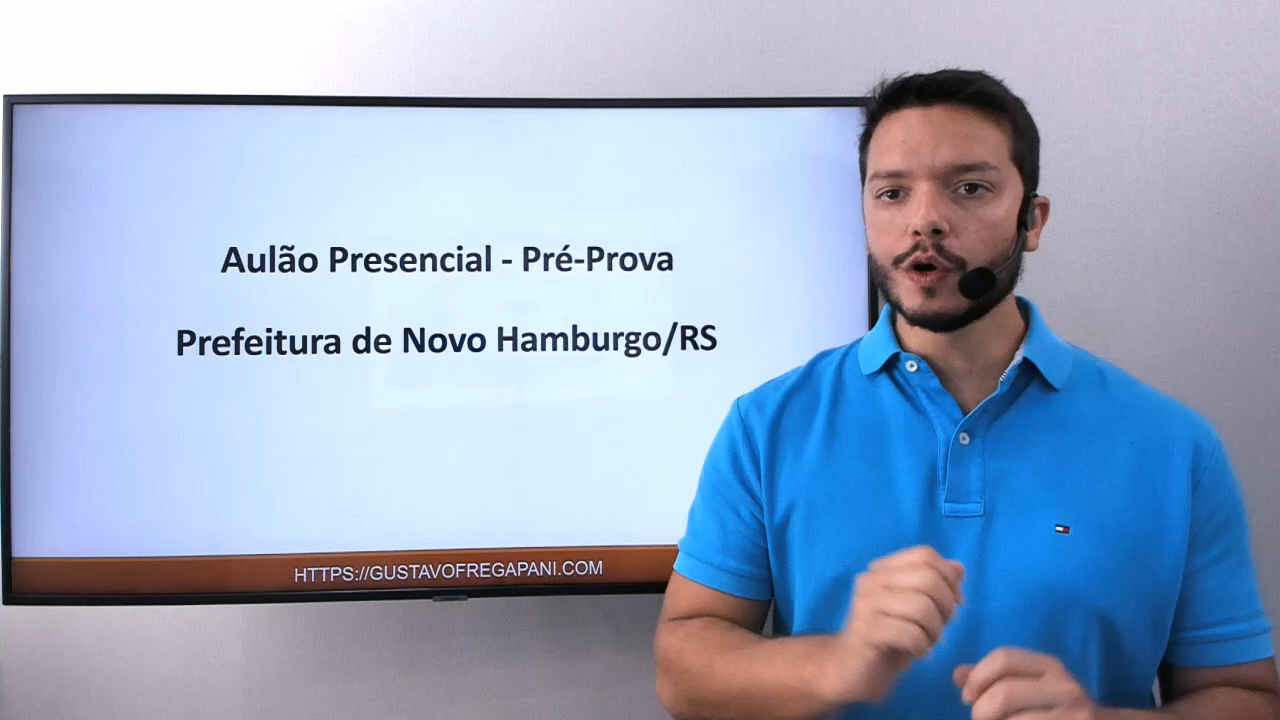 Aulão Presencial - Pré-Prova
Prefeitura de Novo Hamburgo/RS
HTTPS://GUSTAVOFREGAPANI.COM